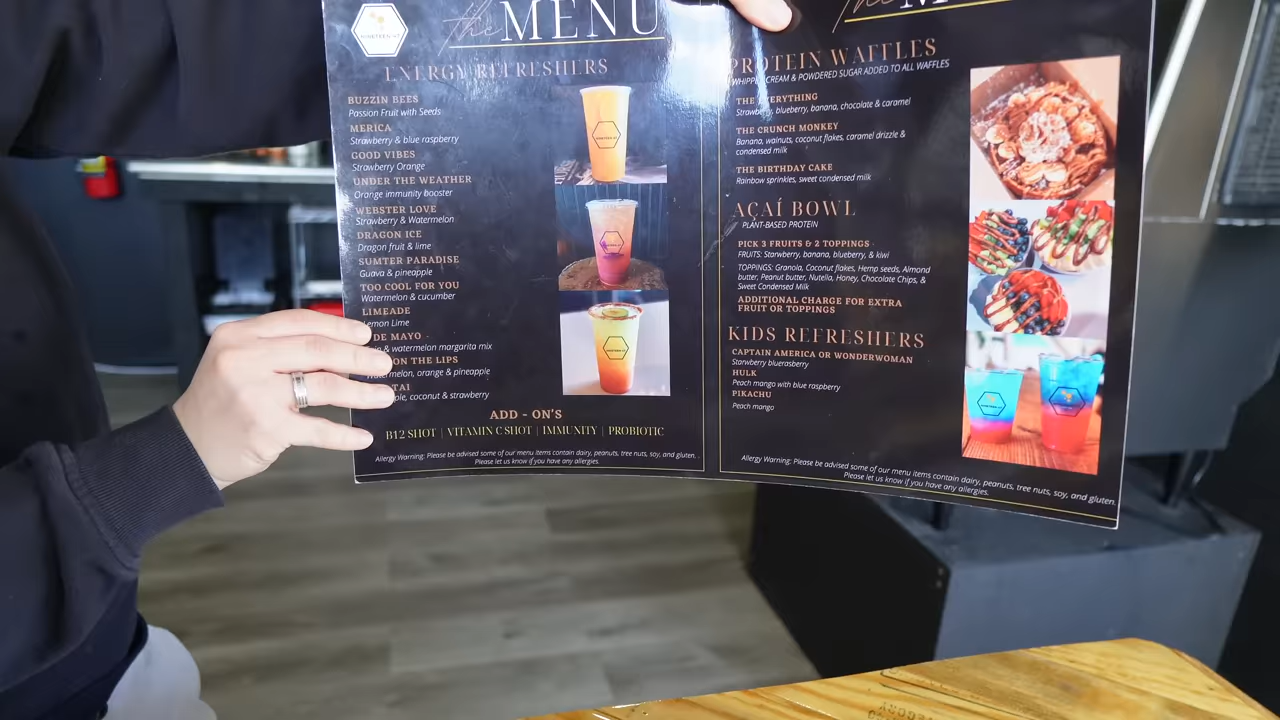 the MENU
ENERGY REFRESHERS
BUZZIN BEES
Passion Fruit with Seeds
MERICA
Strawberry & blue raspberry
GOOD VIBES
Strawberry Orange
UNDER THE WEATHER
Orange immunity booster
WEBSTER LOVE
Strawberry & Watermelon
DRAGON ICE
Dragon fruit & lime
SUMTER PARADISE
Guava & pineapple
TOO COOL FOR YOU
Watermelon & cucumber
LIMEADE
Lemon Lime
DE MAYO
& watermelon margarita mix
ON THE LIPS
orange & pineapple
TAI
coconut & strawberry
ADD - ON'S
B12 SHOT | VITAMIN C SHOT | IMMUNITY | PROBIOTIC
Allergy Warning: Please be advised some of our menu items contain dairy, peanuts, tree nuts, soy, and gluten.
Please let us know if you have any allergies.
the
PROTEIN WAFFLES
CREAM & POWDERED SUGAR ADDED TO ALL WAFFLES
THE EVERYTHING
Strawberry, blueberry, banana, chocolate & caramel
THE CRUNCH MONKEY
Banana, walnuts, coconut flakes, caramel drizzle &
condensed milk
THE BIRTHDAY CAKE
Rainbow sprinkles, sweet condensed milk
AÇAÍ BOWL
PLANT-BASED PROTEIN
PICK 3 FRUITS & 2 TOPPINGS
FRUITS: Starwberry, banana, blueberry, & kiwi
TOPPINGS: Granola, Coconut flakes, Hemp seeds, Almond
butter, Peanut butter, Nutella, Honey, Chocolate Chips, &
Sweet Condensed Milk
ADDITIONAL CHARGE FOR EXTRA
FRUIT OR TOPPINGS
KIDS REFRESHERS
CAPTAIN AMERICA OR WONDERWOMAN
Starwberry bluerasberry
HULK
Peach mango with blue raspberry
PIKACHU
Peach mango
Allergy Warning: Please be advised some of our menu items contain dairy, peanuts, tree nuts, soy, and gluten.
Please let us know if you have any allergies.